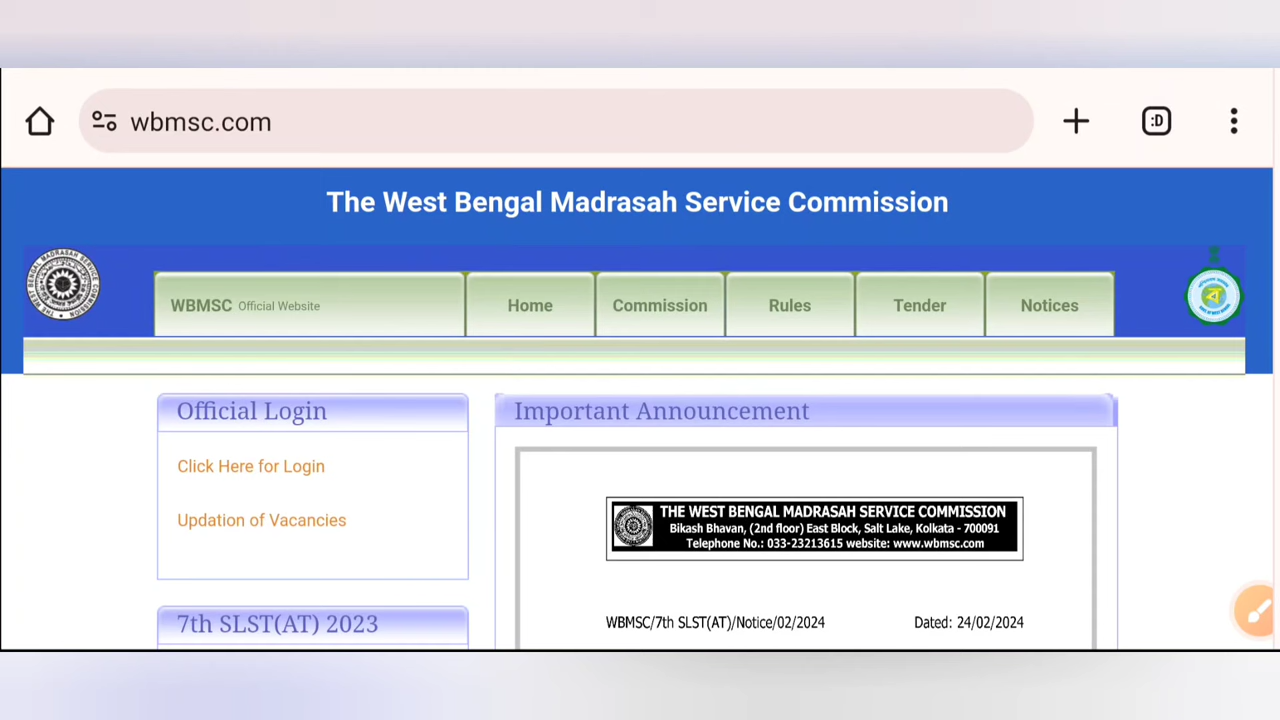 wbmsc.com
:D
The West Bengal Madrasah Service Commission
WBMSC Official Website
Home
Commission
Rules
Tender
Notices
Official Login
Click Here for Login
Updation of Vacancies
7th SLST(AT) 2023
Important Announcement
THE WEST BENGAL MADRASAH SERVICE COMMISSION
Bikash Bhavan, (2nd floor) East Block, Salt Lake, Kolkata - 700091
Telephone No.: 033-23213615 website: www.wbmsc.com
WBMSC/7th SLST(AT)/Notice/02/2024
Dated: 24/02/2024